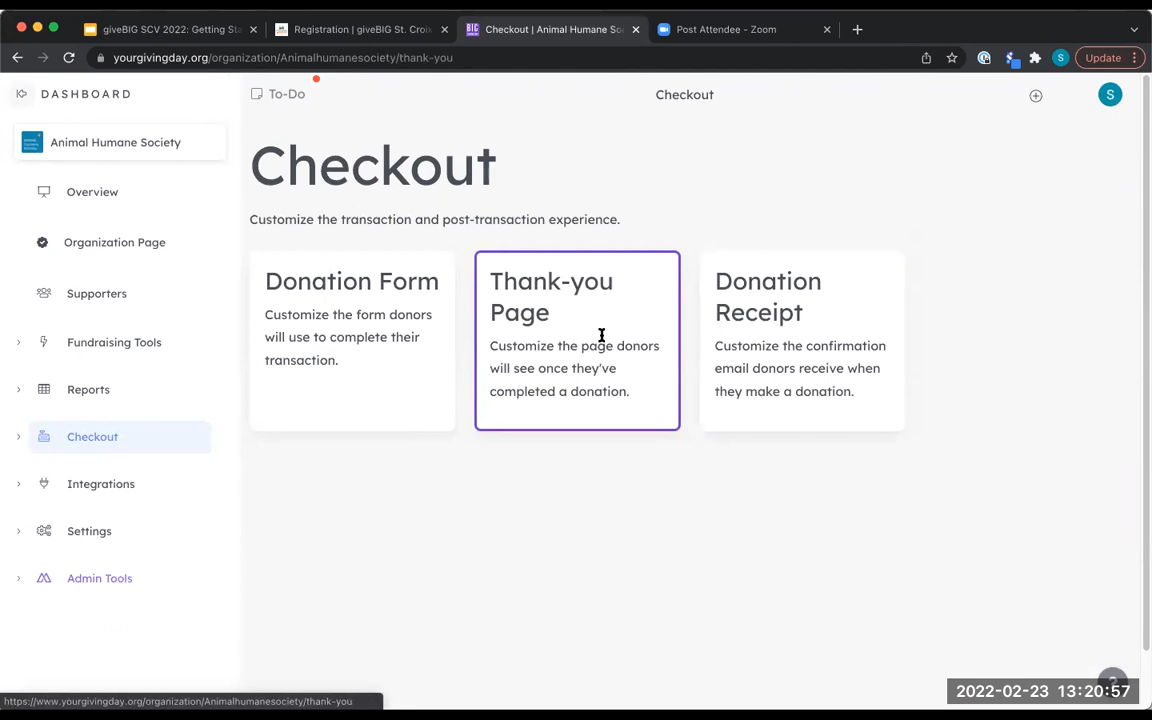 giveBIG SCV 2022: Getting Sta
Registration | giveBIG St. Croix
Checkout | Animal Humane Soc
Post Attendee - Zoom
yourgivingday.org/organization/Animalhumanesociety/thank-you
S
Update
DASHBOARD
To-Do
Checkout
S
Animal Humane Society
Overview
Organization Page
Supporters
Fundraising Tools
Reports
Checkout
Integrations
Settings
Admin Tools
Checkout
Customize the transaction and post-transaction experience.
Donation Form
Customize the form donors
will use to complete their
transaction.
Thank-you
Page
Customize the page donors
will see once they've
completed a donation.
Donation
Receipt
Customize the confirmation
email donors receive when
they make a donation.
?
https://www.yourgivingday.org/organization/Animalhumanesociety/thank-you
2022-02-23 13:20:57